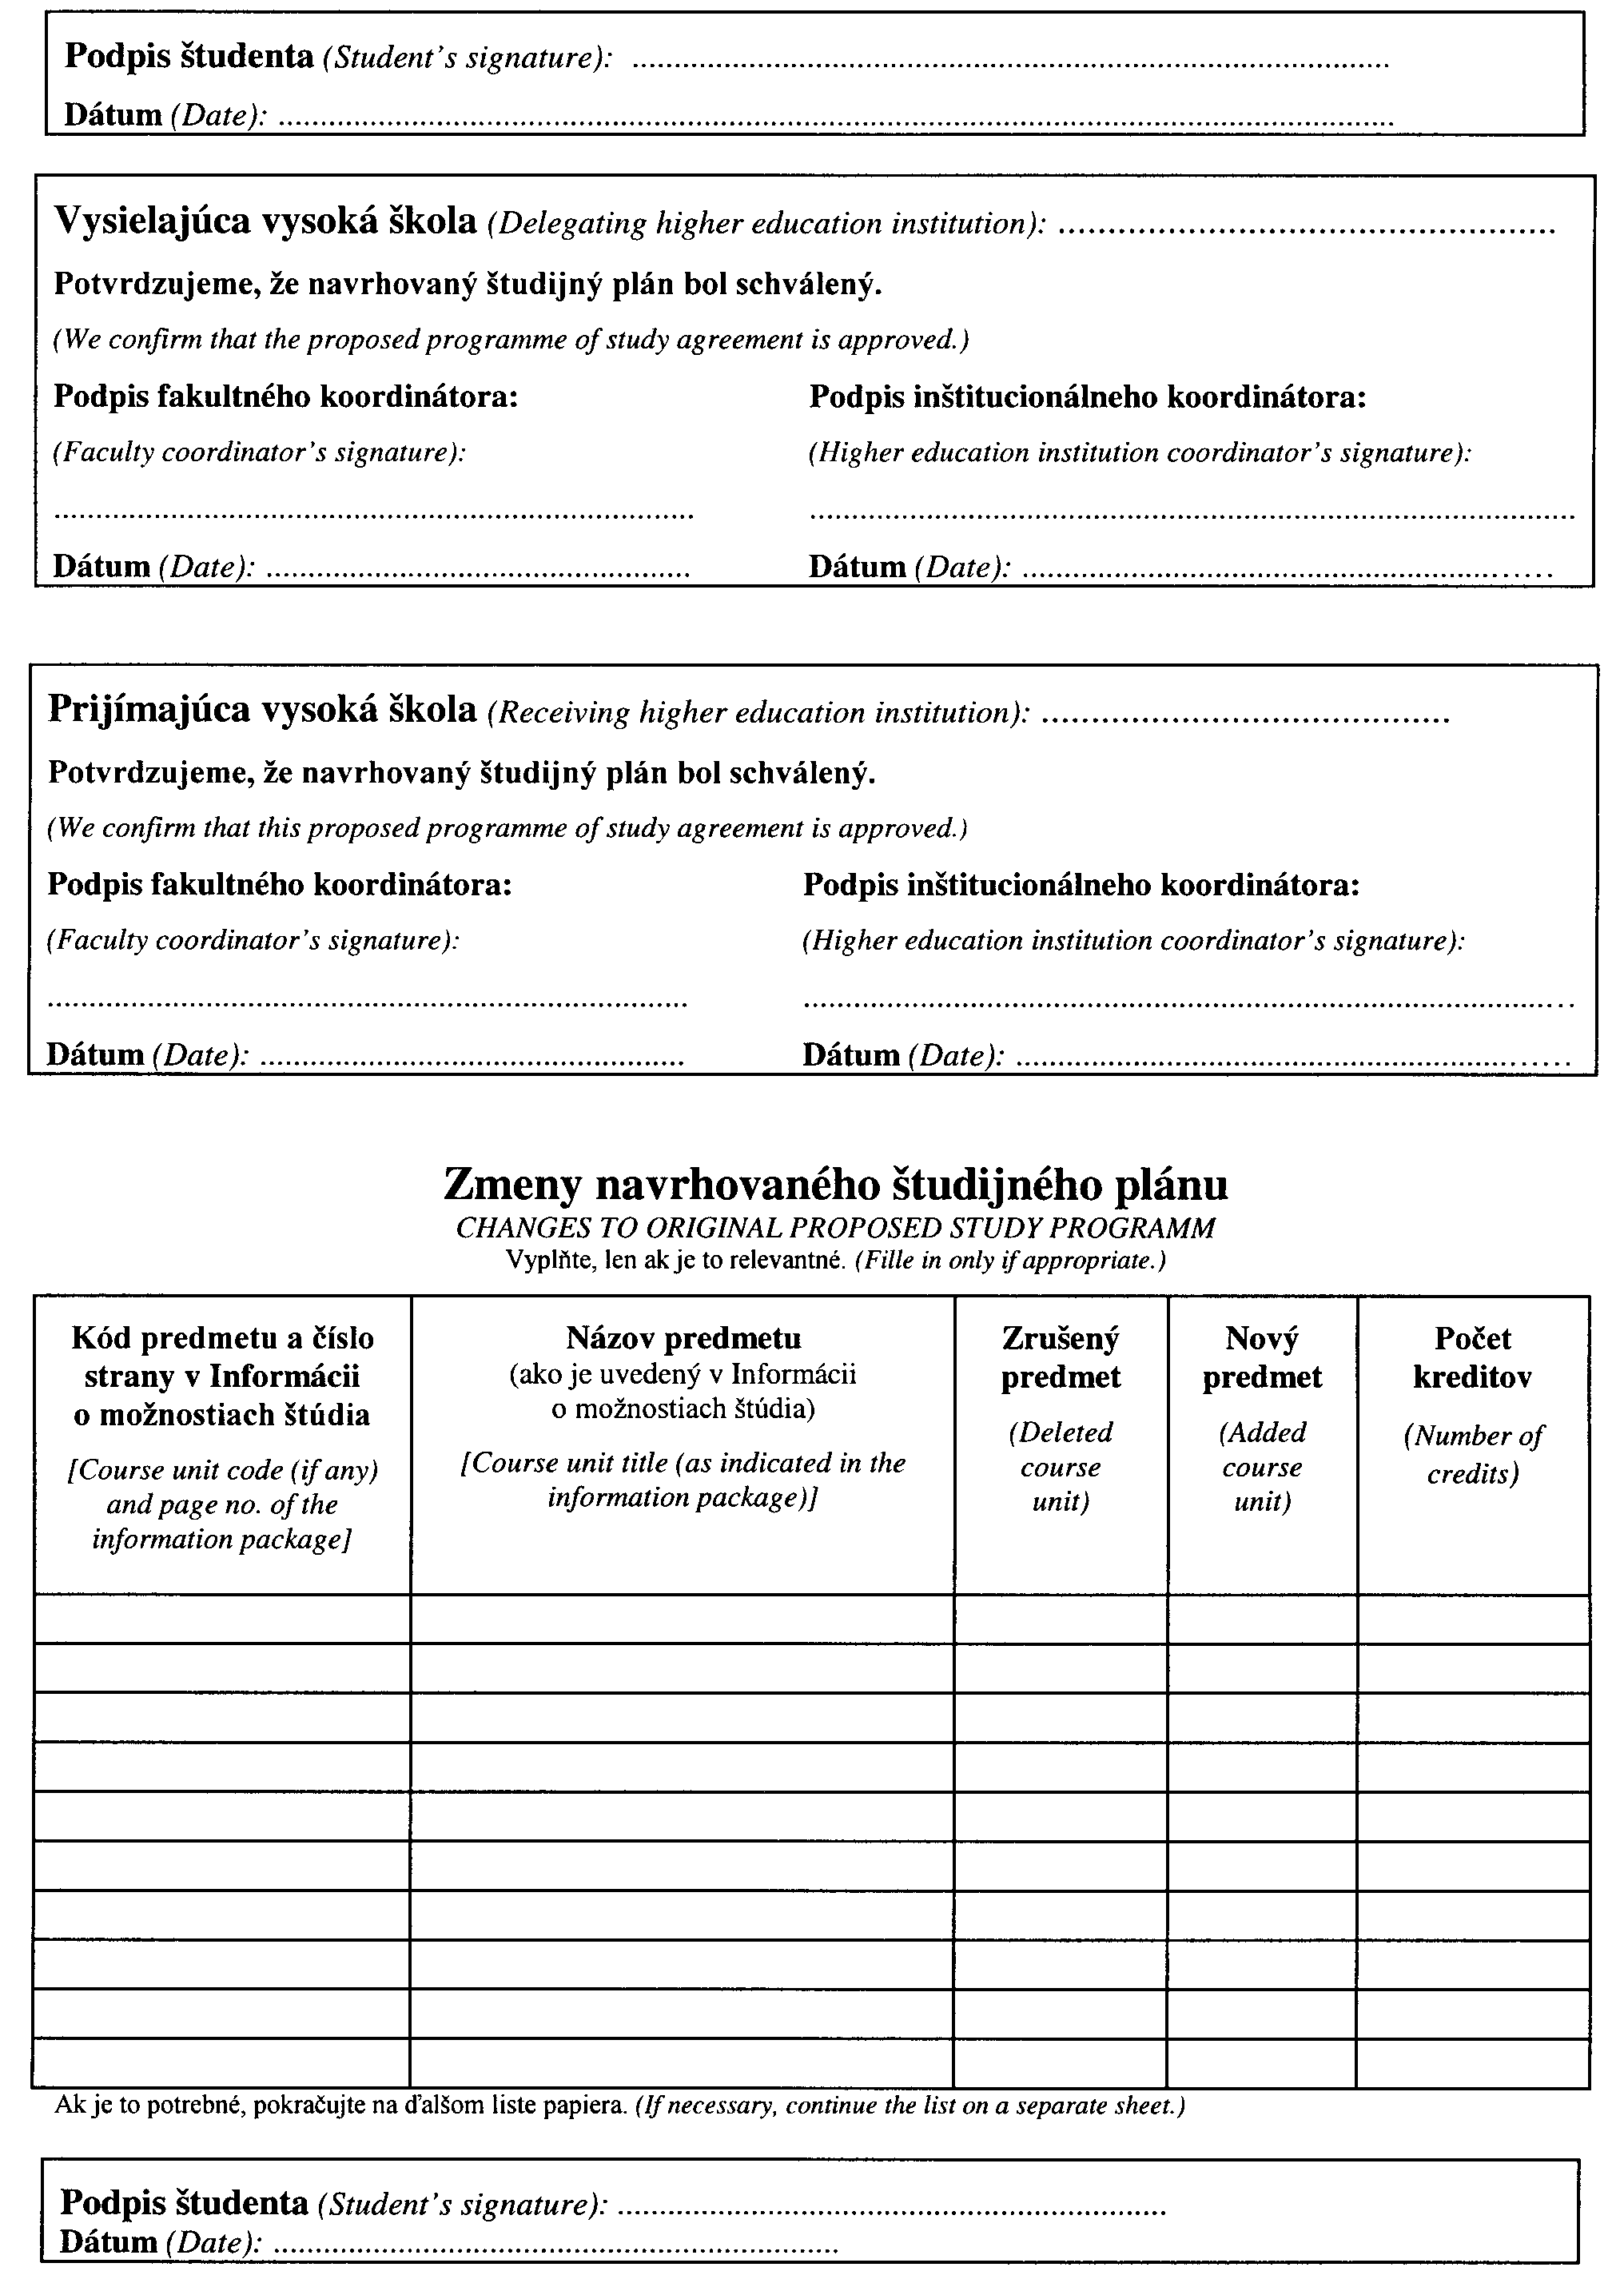 Podpis študenta (Student's signature): ................................................................................
Dátum (Date): ................................................................................
Vysielajúca vysoká škola (Delegating higher education institution): ..................................................
Potvrdzujeme, že navrhovaný študijný plán bol schválený.
(We confirm that the proposed programme of study agreement is approved.)
Podpis fakultného koordinátora: Podpis inštitucionálneho koordinátora:
(Faculty coordinator's signature): (Higher education institution coordinator's signature):
................................................................................ ................................................................................
Dátum (Date): .................................................. Dátum (Date): ..................................................
Prijímajúca vysoká škola (Receiving higher education institution): ........................................
Potvrdzujeme, že navrhovaný študijný plán bol schválený.
(We confirm that this proposed programme of study agreement is approved.)
Podpis fakultného koordinátora: Podpis inštitucionálneho koordinátora:
(Faculty coordinator's signature): (Higher education institution coordinator's signature):
................................................................................ ................................................................................
Dátum (Date): .................................................. Dátum (Date): ..................................................
Zmeny navrhovaného študijného plánu
CHANGES TO ORIGINAL PROPOSED STUDY PROGRAMM
Vyplňte, len ak je to relevantné. (Fille in only if appropriate.)
Kód predmetu a číslo
strany v Informácii
o možnostiach štúdia
[Course unit code (if any)
and page no. of the
information package]
Názov predmetu
(ako je uvedený v Informácii
o možnostiach štúdia)
[Course unit title (as indicated in the
information package)]
Zrušený
predmet
(Deleted
course
unit)
Nový
predmet
(Added
course
unit)
Počet
kreditov
(Number of
credits)
Ak je to potrebné, pokračujte na ďalšom liste papiera. (If necessary, continue the list on a separate sheet.)
Podpis študenta (Student's signature): ..................................................................
Dátum (Date): ..................................................................